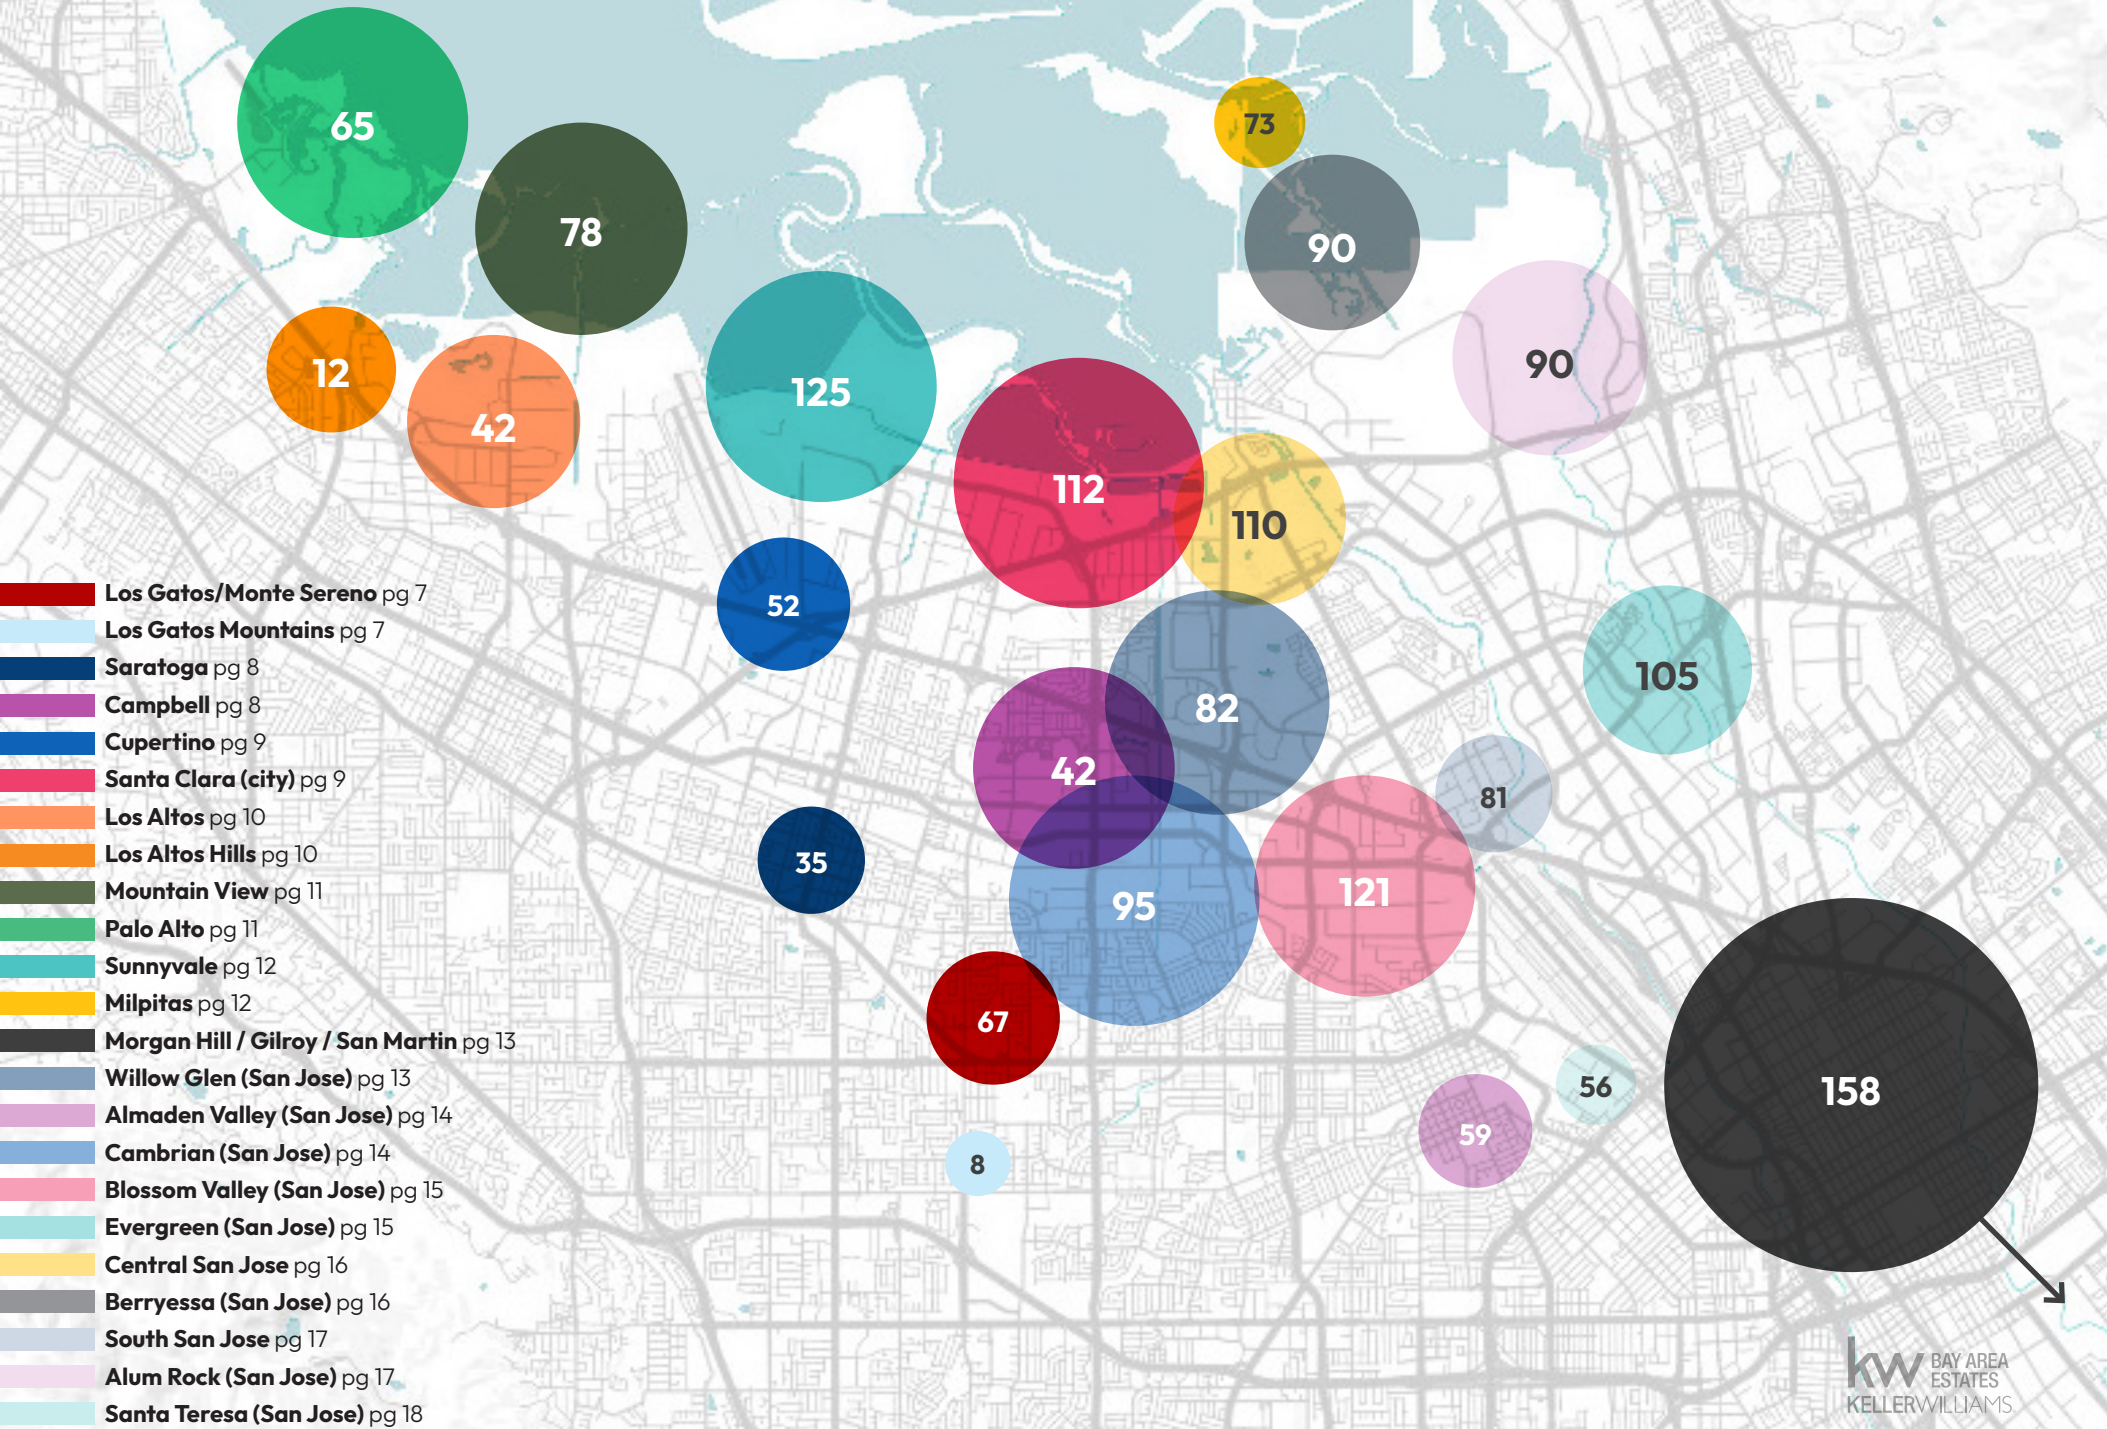 65
73
78
90
12
42
125
90
112
110
52
105
82
42
81
35
95
121
67
158
56
59
8
Los Gatos/Monte Sereno pg 7
Los Gatos Mountains pg 7
Saratoga pg 8
Campbell pg 8
Cupertino pg 9
Santa Clara (city) pg 9
Los Altos pg 10
Los Altos Hills pg 10
Mountain View pg 11
Palo Alto pg 11
Sunnyvale pg 12
Milpitas pg 12
Morgan Hill / Gilroy / San Martin pg 13
Willow Glen (San Jose) pg 13
Almaden Valley (San Jose) pg 14
Cambrian (San Jose) pg 14
Blossom Valley (San Jose) pg 15
Evergreen (San Jose) pg 15
Central San Jose pg 16
Berryessa (San Jose) pg 16
South San Jose pg 17
Alum Rock (San Jose) pg 17
Santa Teresa (San Jose) pg 18
kw BAY AREA
ESTATES
KELLERWILLIAMS